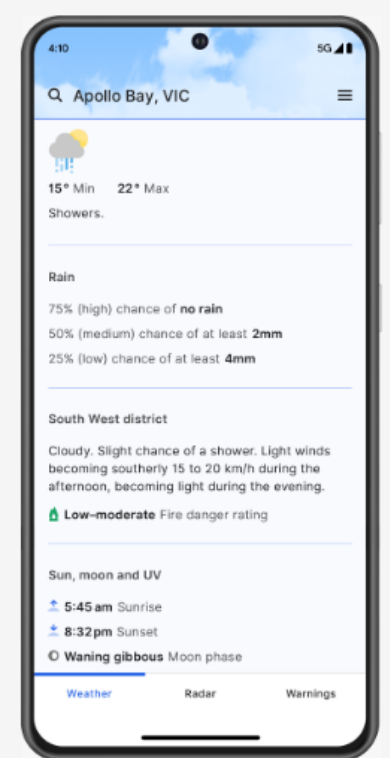 4:10
5G
Apollo Bay, VIC
15° Min 22° Max
Showers.
Rain
75% (high) chance of no rain
50% (medium) chance of at least 2mm
25% (low) chance of at least 4mm
South West district
Cloudy. Slight chance of a shower. Light winds
becoming southerly 15 to 20 km/h during the
afternoon, becoming light during the evening.
Low–moderate Fire danger rating
Sun, moon and UV
5:45 am Sunrise
8:32pm Sunset
Waning gibbous Moon phase
Weather Radar Warnings